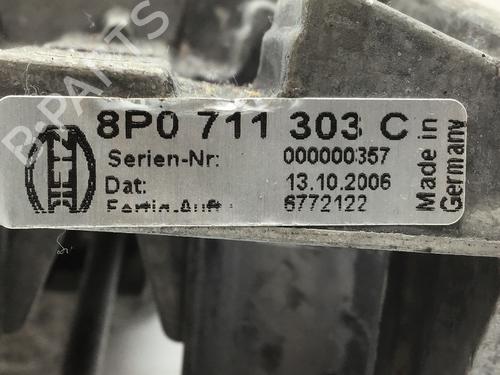 B-PARTS
8P0 711 303 C
Serien-Nr: 000000357
Dat: 13.10.2006
Fertig.Auft.: 6772122
Made in
Germany